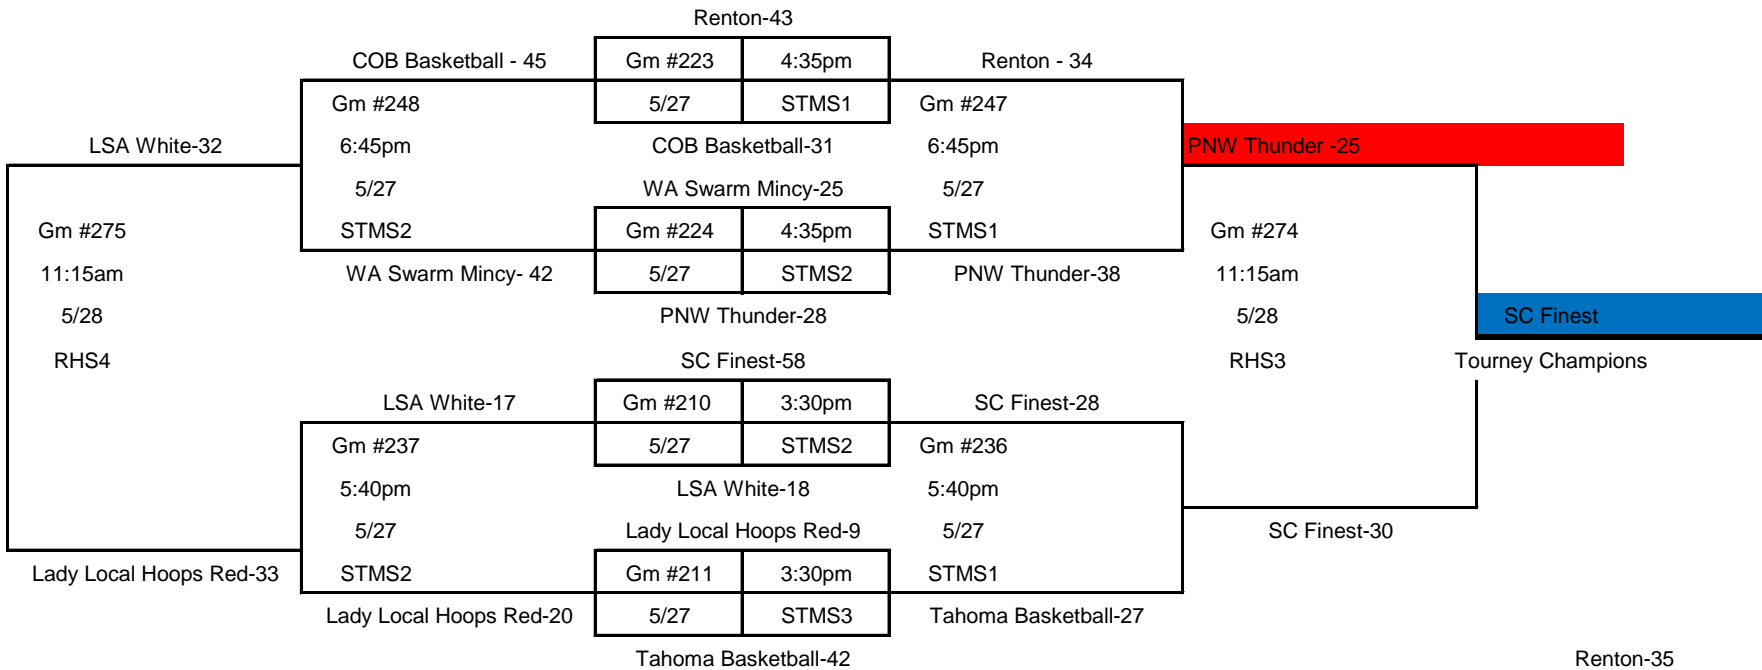 Renton-43
COB Basketball - 45 Gm #223 4:35pm Renton - 34
Gm #248 5/27 STMS1 Gm #247
LSA White-32 6:45pm COB Basketball-31 6:45pm PNW Thunder -25
5/27 WA Swarm Mincy-25 5/27
Gm #275 STMS2 Gm #224 4:35pm STMS1 Gm #274
11:15am WA Swarm Mincy- 42 5/27 STMS2 PNW Thunder-38 11:15am
5/28 PNW Thunder-28 5/28 SC Finest
RHS4 SC Finest-58 RHS3 Tourney Champions
LSA White-17 Gm #210 3:30pm SC Finest-28
Gm #237 5/27 STMS2 Gm #236
5:40pm LSA White-18 5:40pm
5/27 Lady Local Hoops Red-9 5/27 SC Finest-30
Lady Local Hoops Red-33 STMS2 Gm #211 3:30pm STMS1
Lady Local Hoops Red-20 5/27 STMS3 Tahoma Basketball-27
Tahoma Basketball-42 Renton-35